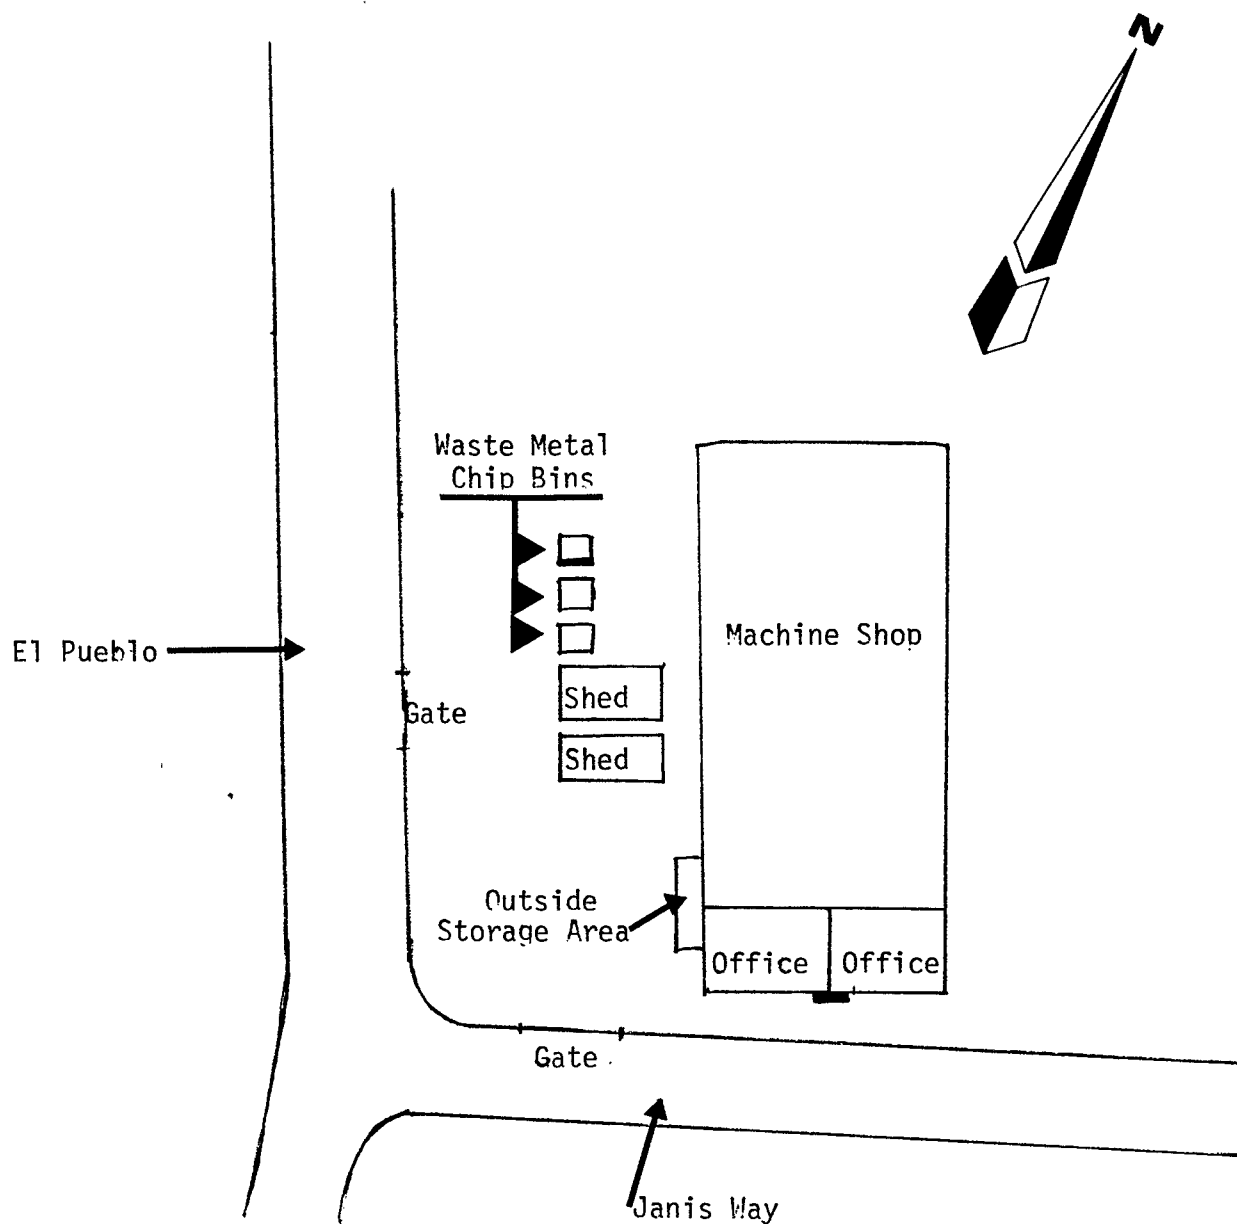 N
Waste Metal
Chip Bins
El Pueblo
Machine Shop
Gate
Shed
Shed
Outside
Storage Area
Office
Office
Gate
Janis Way